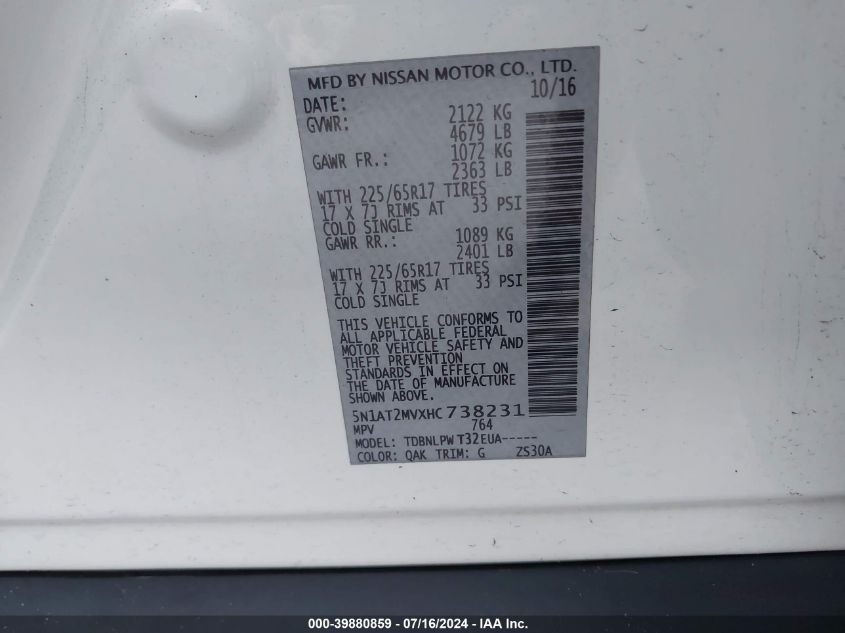 MFD BY NISSAN MOTOR CO., LTD.
DATE: 10/16
GVWR: 2122 KG
4679 LB
GAWR FR.: 1072 KG
2363 LB
WITH 225/65R17 TIRES
17 X 7J RIMS AT 33 PSI
COLD SINGLE
GAWR RR.: 1089 KG
2401 LB
WITH 225/65R17 TIRES
17 X 7J RIMS AT 33 PSI
COLD SINGLE
THIS VEHICLE CONFORMS TO
ALL APPLICABLE FEDERAL
MOTOR VEHICLE SAFETY AND
THEFT PREVENTION
STANDARDS IN EFFECT ON
THE DATE OF MANUFACTURE
SHOWN ABOVE.
5N1AT2MVXHC738231
MPV 764
MODEL: TDBNLPW T32EUA-----
COLOR: QAK TRIM: G ZS30A
000-39880859 - 07/16/2024 - IAA Inc.